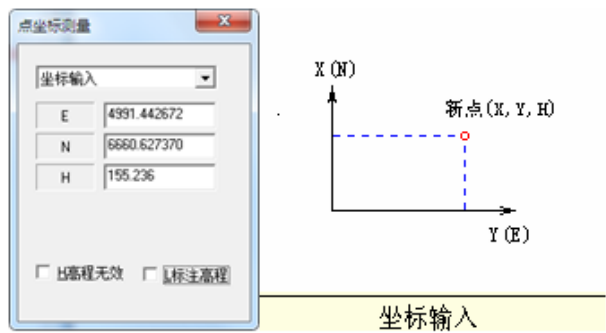 点坐标测量
坐标输入
E 4991.442672
N 6660.627370
H 155.236
H高程无效 L标注高程
X(N)
新点(X,Y,H)
Y(E)
坐标输入